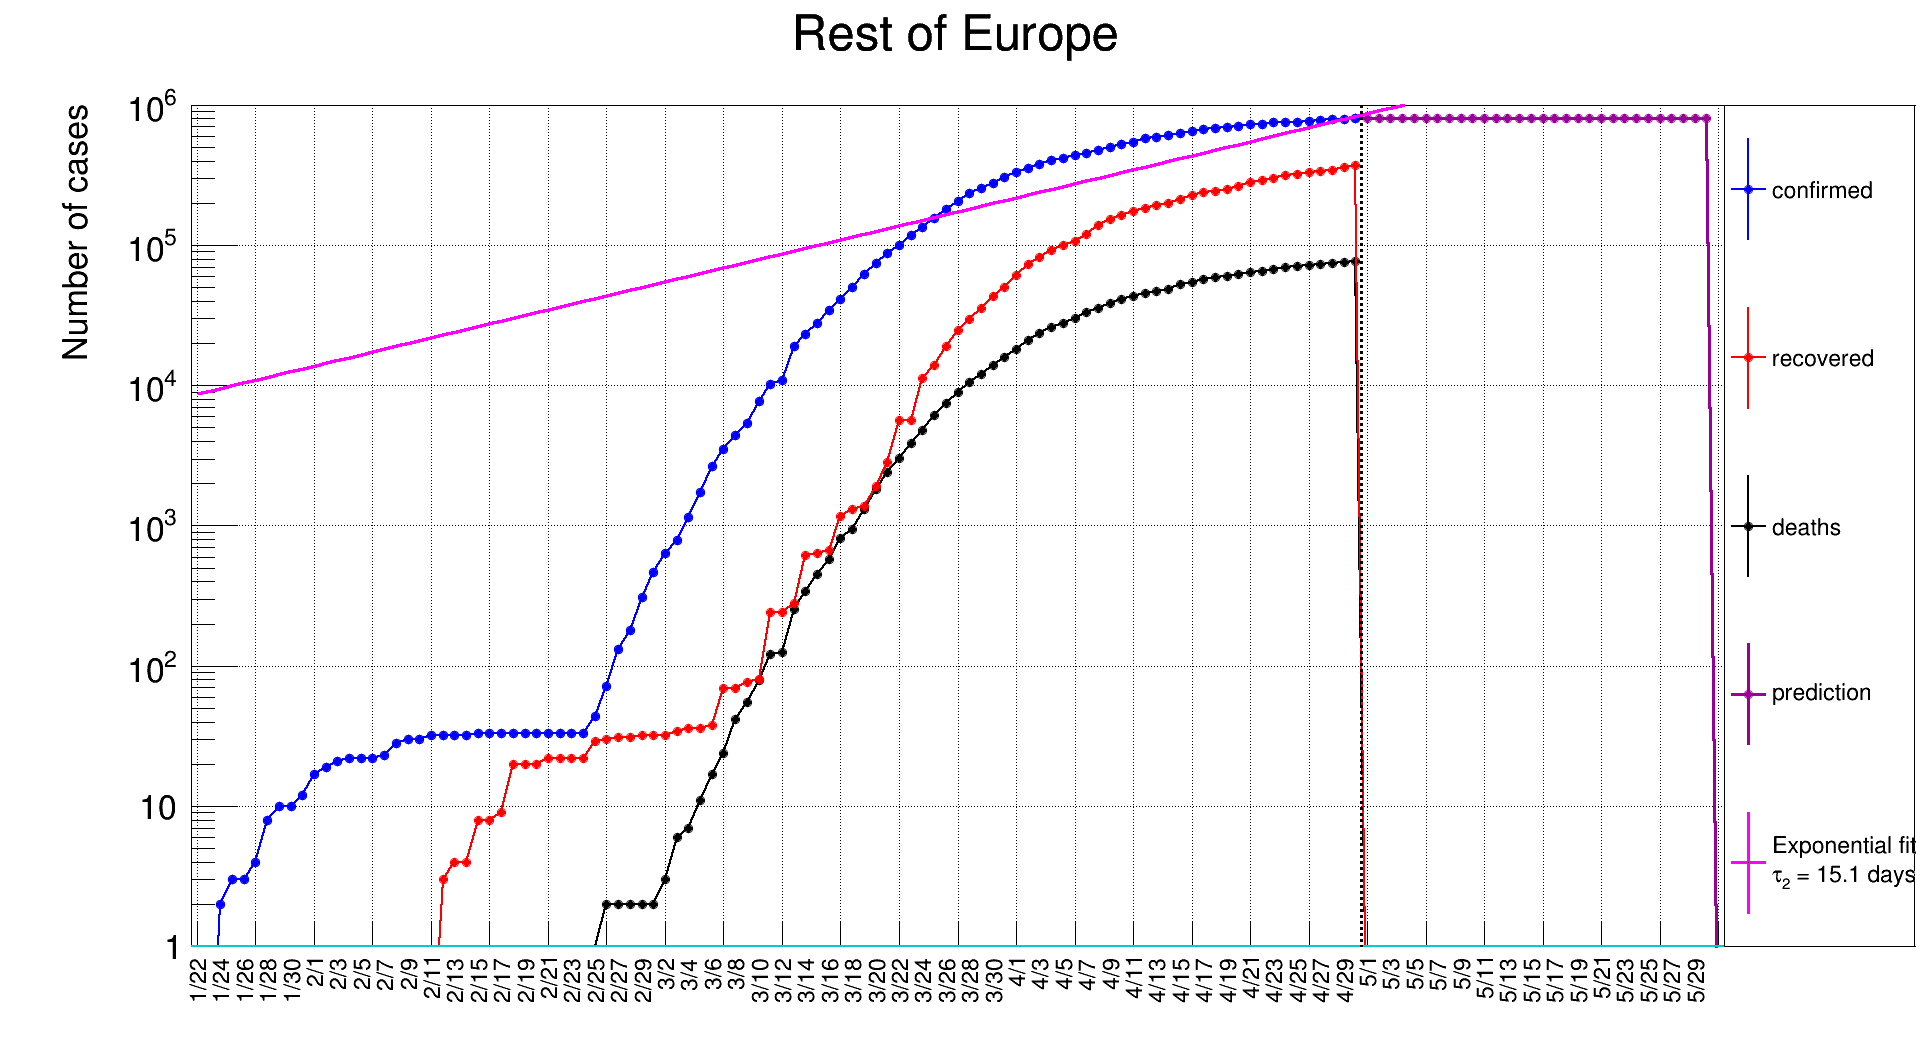 Rest of Europe
Number of cases
10^6
10^5
10^4
10^3
10^2
10
1
1/22 1/24 1/26 1/28 1/30 2/1 2/3 2/5 2/7 2/9 2/11 2/13 2/15 2/17 2/19 2/21 2/23 2/25 2/27 2/29 3/2 3/4 3/6 3/8 3/10 3/12 3/14 3/16 3/18 3/20 3/22 3/24 3/26 3/28 3/30 4/1 4/3 4/5 4/7 4/9 4/11 4/13 4/15 4/17 4/19 4/21 4/23 4/25 4/27 4/29 5/1 5/3 5/5 5/7 5/9 5/11 5/13 5/15 5/17 5/19 5/21 5/23 5/25 5/27 5/29
confirmed
recovered
deaths
prediction
Exponential fit
τ₂ = 15.1 days